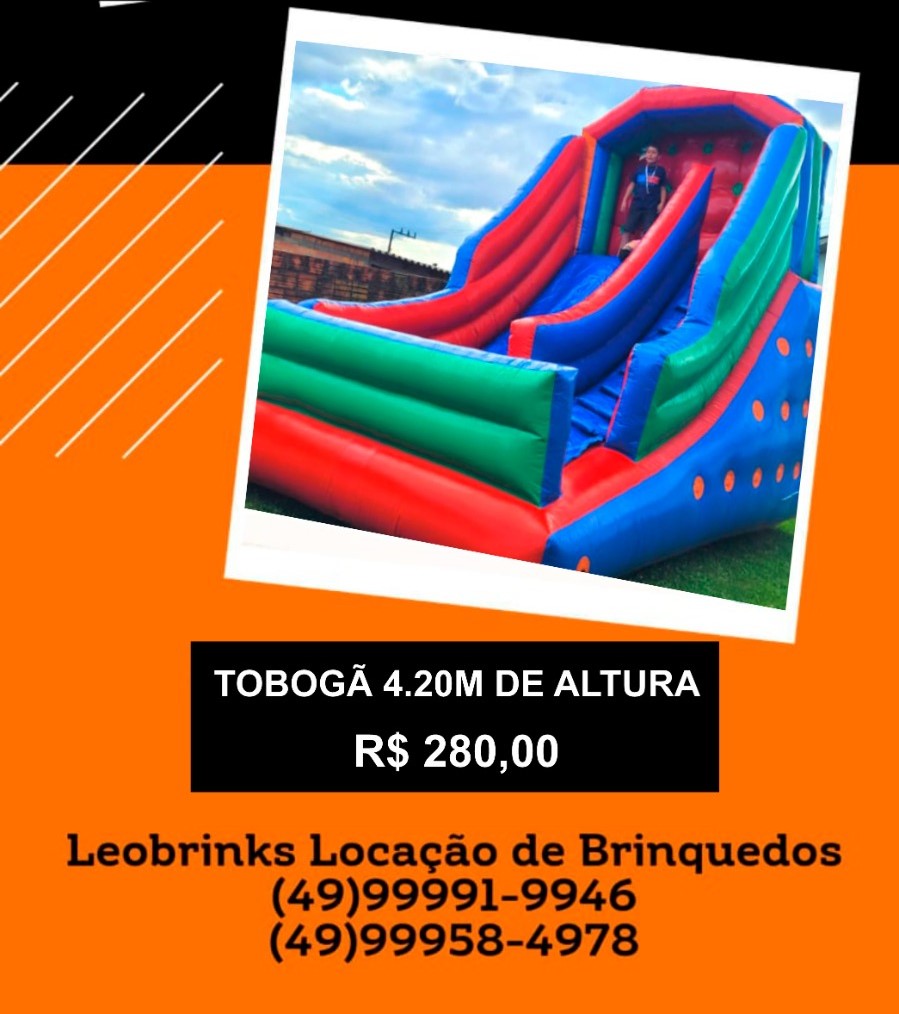 TOBOGÃ 4.20M DE ALTURA
R$ 280,00
Leobrinks Locação de Brinquedos
(49)99991-9946
(49)99958-4978